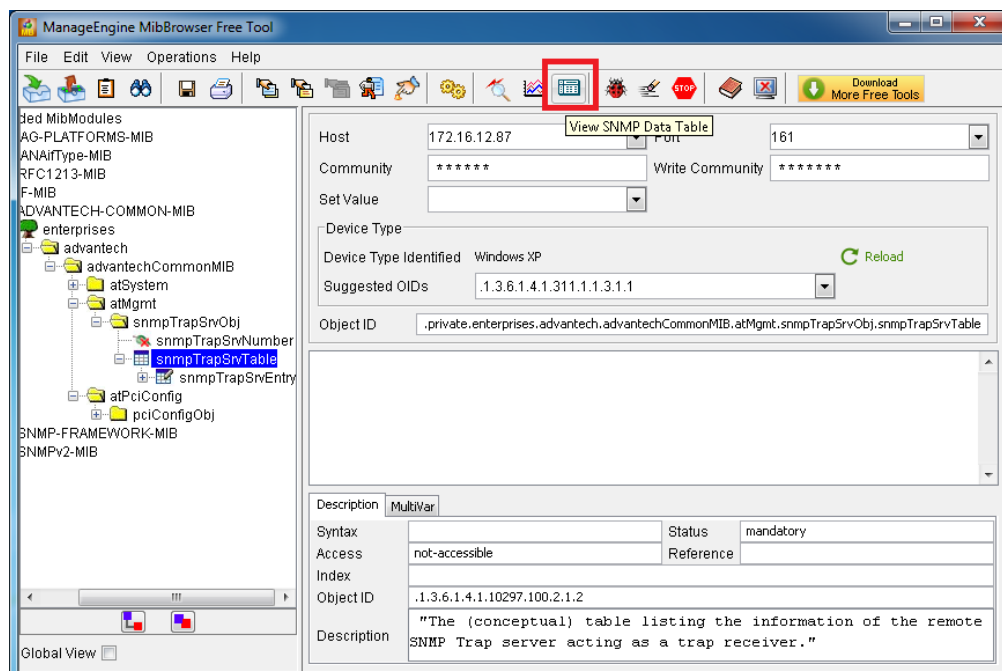 ManageEngine MibBrowser Free Tool
File Edit View Operations Help
STOP
Download
More Free Tools
View SNMP Data Table
ded MibModules
AG-PLATFORMS-MIB
ANAifType-MIB
RFC1213-MIB
F-MIB
ADVANTECH-COMMON-MIB
enterprises
advantech
advantechCommonMIB
atSystem
atMgmt
snmpTrapSrvObj
snmpTrapSrvNumber
snmpTrapSrvTable
snmpTrapSrvEntry
atPciConfig
pciConfigObj
SNMP-FRAMEWORK-MIB
SNMPv2-MIB
Global View
Host 172.16.12.87 Port 161
Community ****** Write Community *******
Set Value
Device Type
Device Type Identified Windows XP Reload
Suggested OIDs .1.3.6.1.4.1.311.1.1.3.1.1
Object ID .private.enterprises.advantech.advantechCommonMIB.atMgmt.snmpTrapSrvObj.snmpTrapSrvTable
Description MultiVar
Syntax Status mandatory
Access not-accessible Reference
Index
Object ID .1.3.6.1.4.1.10297.100.2.1.2
Description "The (conceptual) table listing the information of the remote
SNMP Trap server acting as a trap receiver."